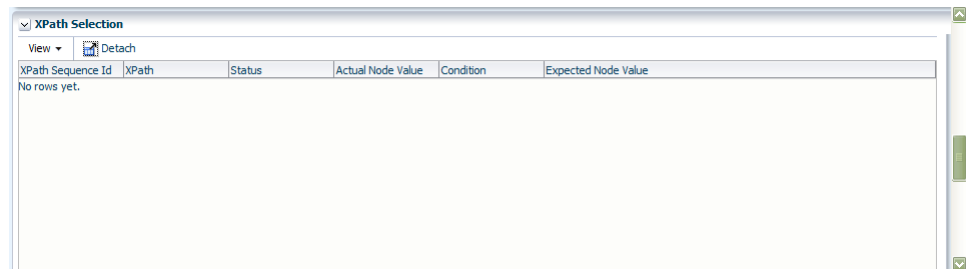 XPath Selection
View Detach
XPath Sequence Id XPath Status Actual Node Value Condition Expected Node Value
No rows yet.